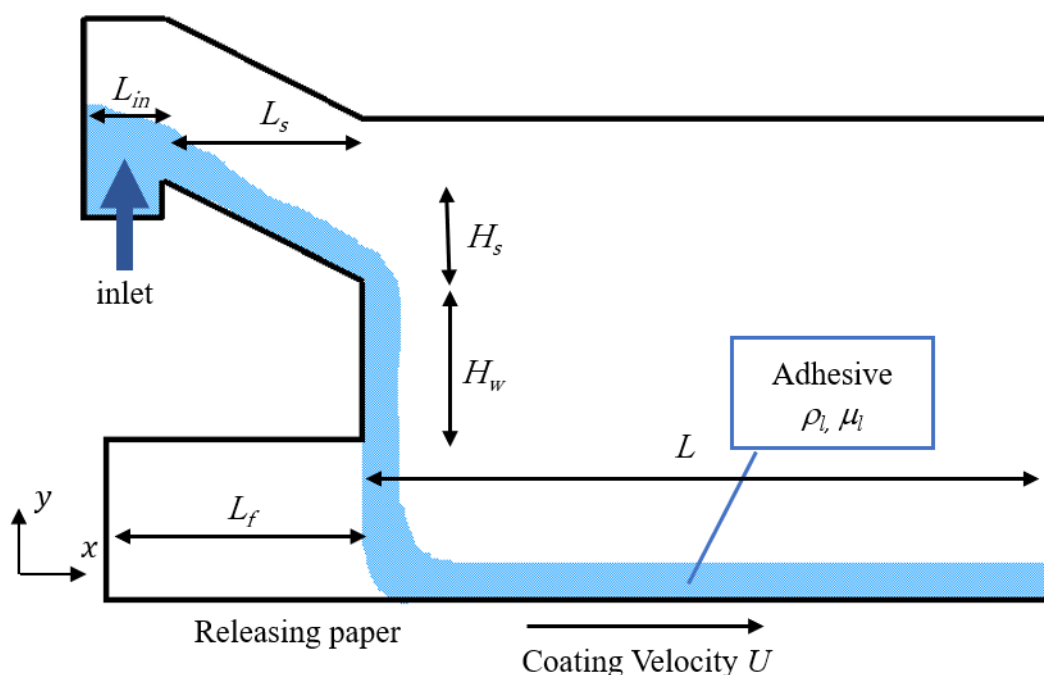 L_in
L_s
H_s
inlet
H_w
Adhesive
ρ_l, μ_l
L
y
L_f
x
Releasing paper
Coating Velocity U